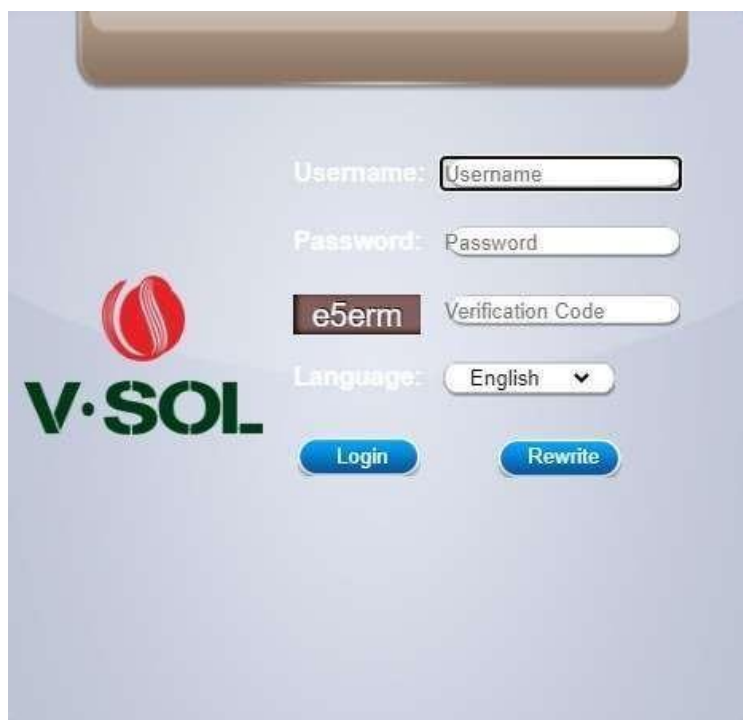 Username: Username
Password: Password
e5erm Verification Code
Language: English
V·SOL
Login Rewrite